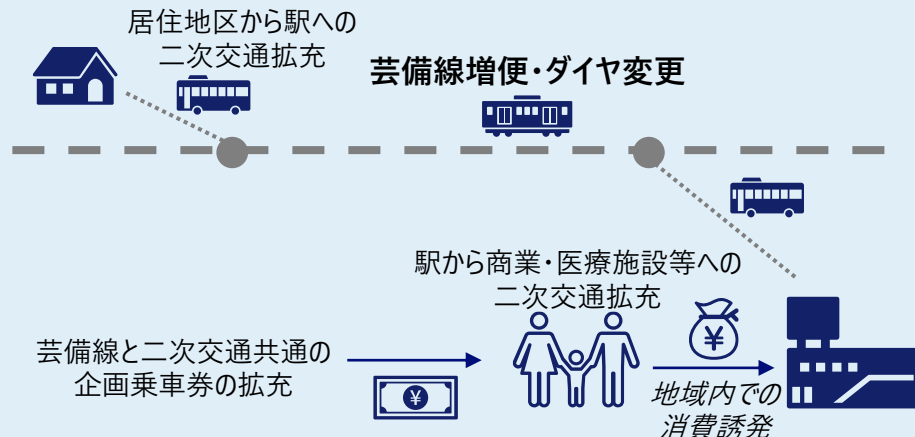 居住地区から駅への
二次交通拡充
芸備線増便・ダイヤ変更
駅から商業・医療施設等への
二次交通拡充
芸備線と二次交通共通の
企画乗車券の拡充
¥
¥
地域内での
消費誘発